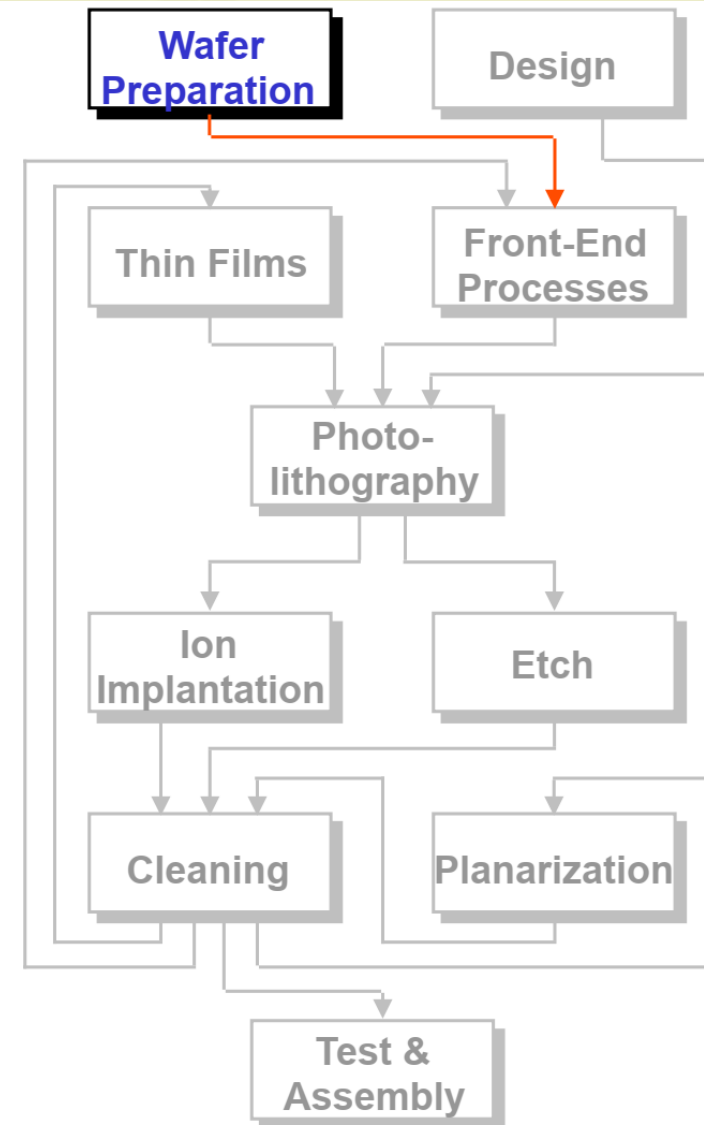 Wafer
Preparation
Design
Thin Films
Front-End
Processes
Photo-
lithography
Ion
Implantation
Etch
Cleaning
Planarization
Test &
Assembly